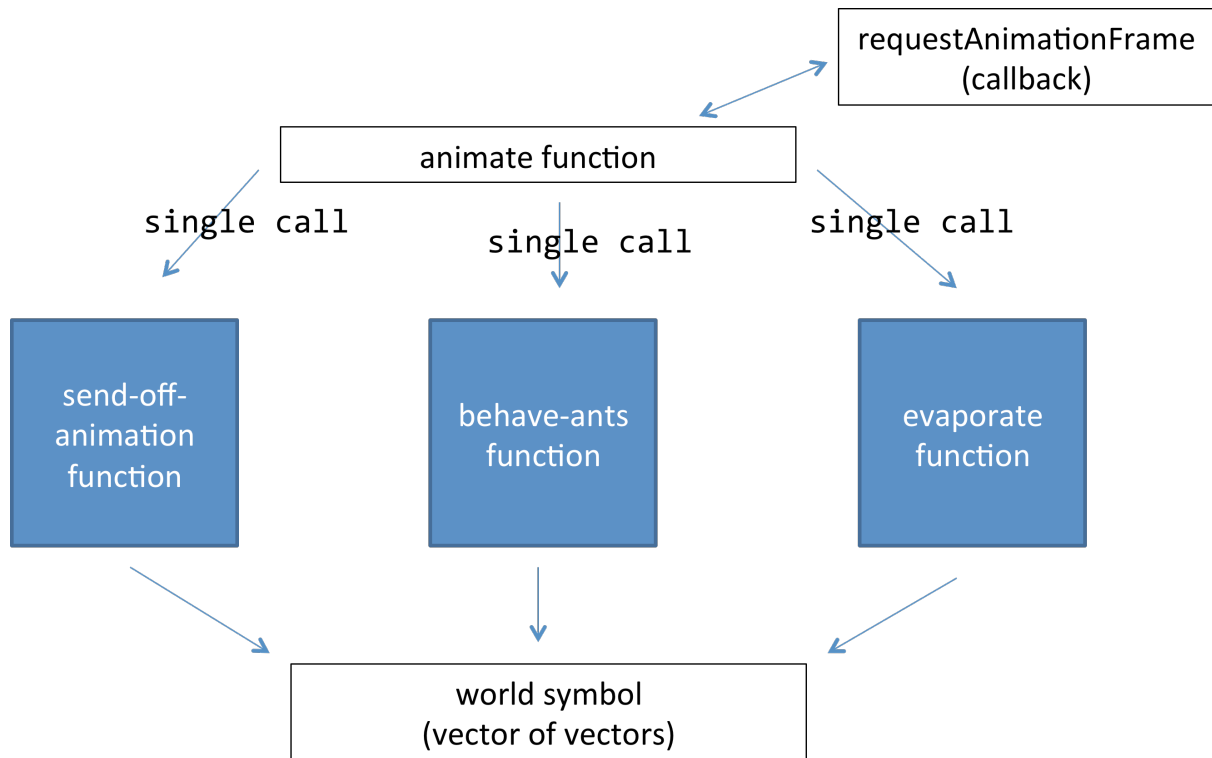 requestAnimationFrame
(callback)
animate function
single call
single call
single call
send-off-
animation
function
behave-ants
function
evaporate
function
world symbol
(vector of vectors)